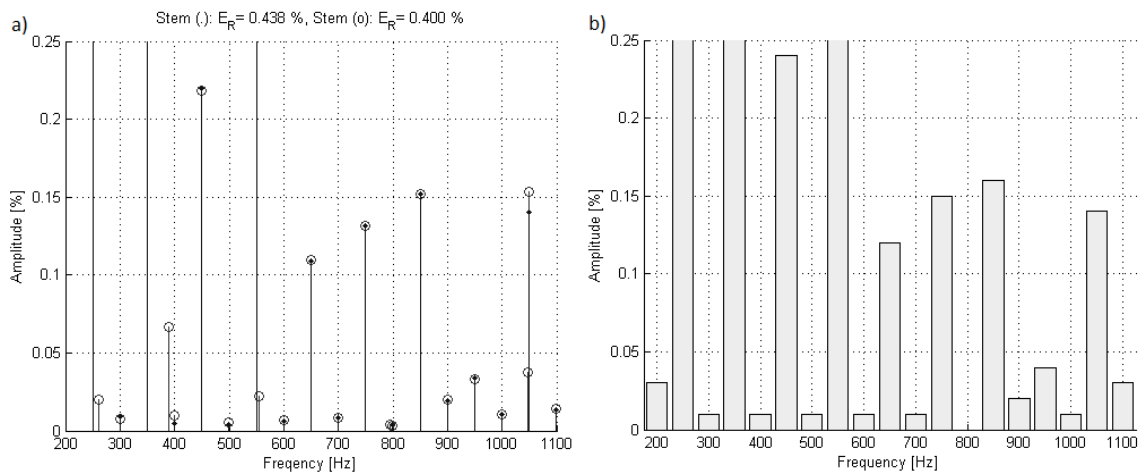 Stem (.): E_R= 0.438 %, Stem (o): E_R= 0.400 %
a)
0.25
0.2
0.15
0.1
0.05
0
Amplitude [%]
200 300 400 500 600 700 800 900 1000 1100
Freqency [Hz]
b)
0.25
0.2
0.15
0.1
0.05
0
Amplitude [%]
200 300 400 500 600 700 800 900 1000 1100
Frequency [Hz]